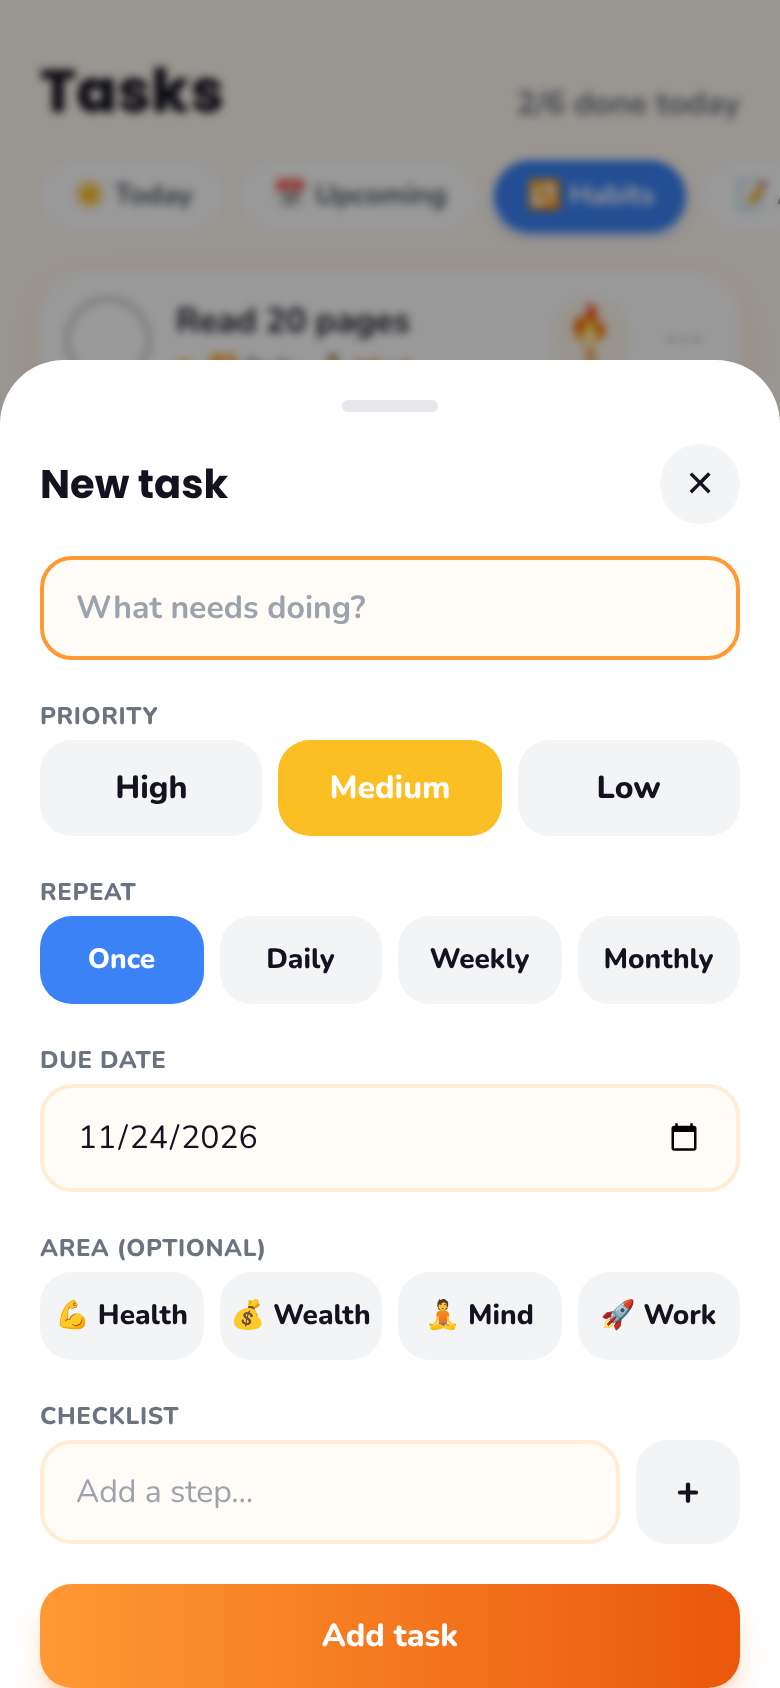 Tasks
2/6 done today
Today
Upcoming
Habits
Read 20 pages
New task
What needs doing?
PRIORITY
High
Medium
Low
REPEAT
Once
Daily
Weekly
Monthly
DUE DATE
11/24/2026
AREA (OPTIONAL)
Health
Wealth
Mind
Work
CHECKLIST
Add a step...
+
Add task